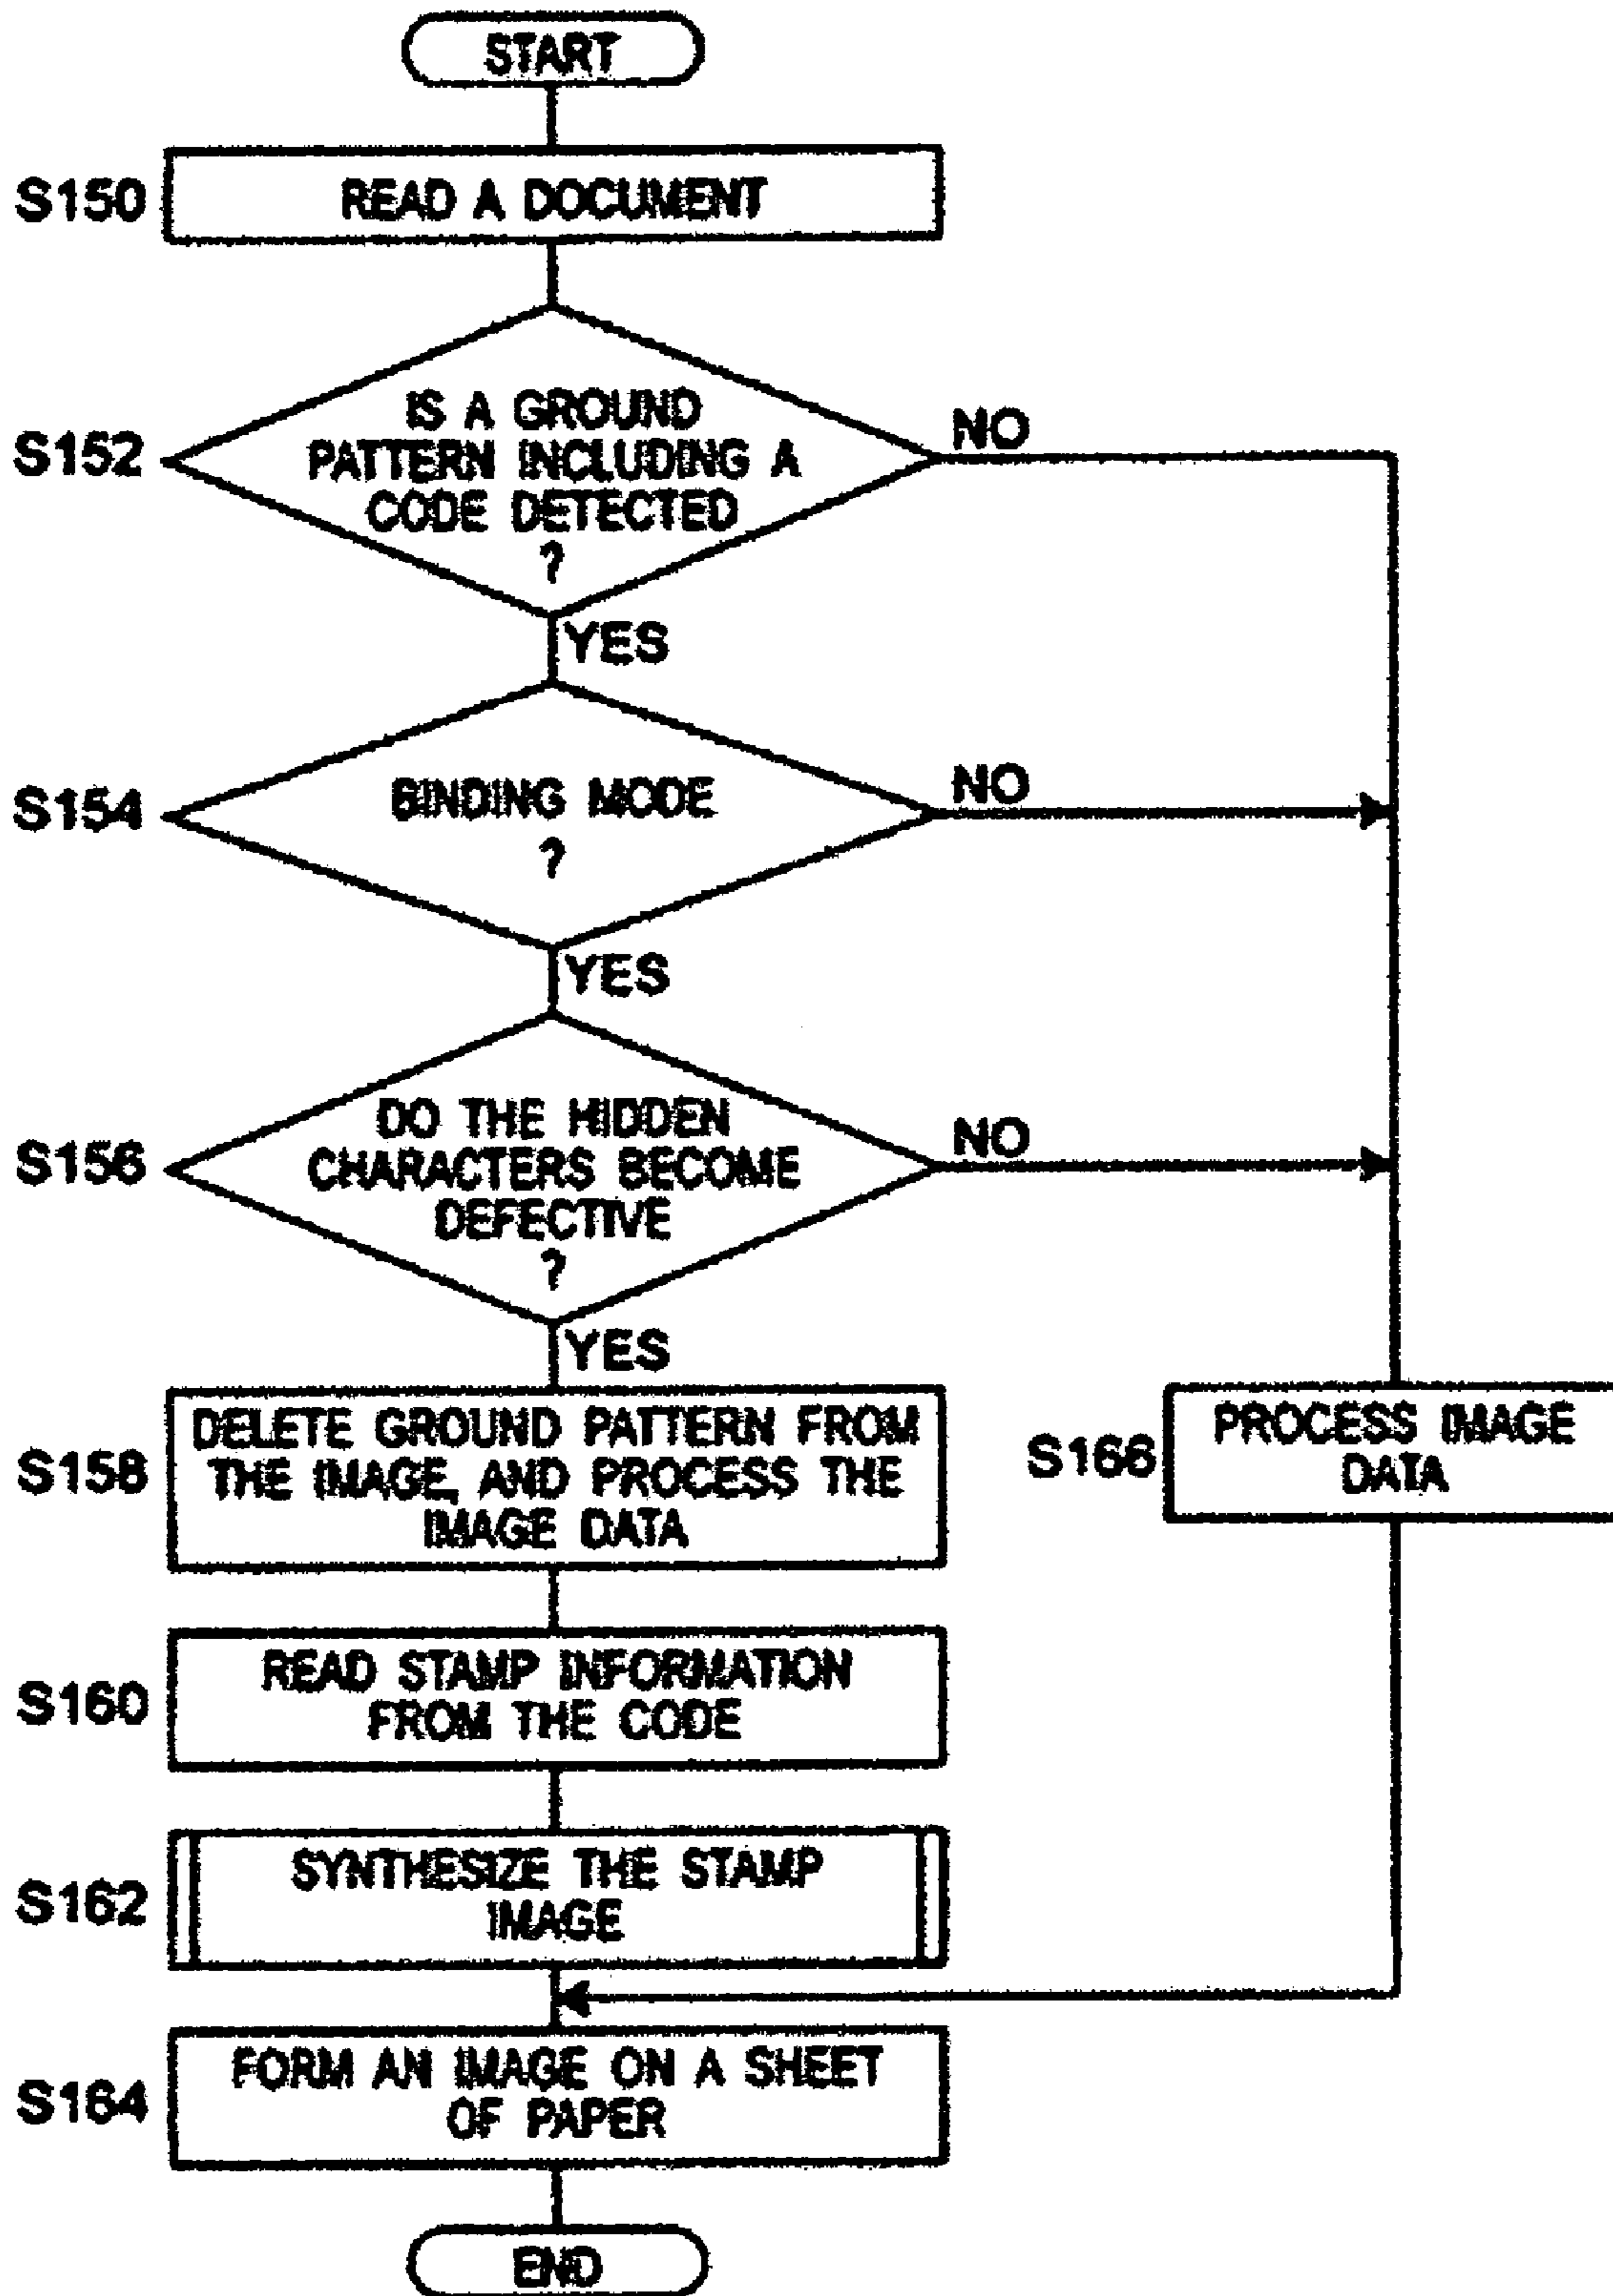 START
S150
READ A DOCUMENT
S152
IS A GROUND
PATTERN INCLUDING A
CODE DETECTED
?
NO
YES
S154
BINDING MODE
?
NO
YES
S156
DO THE HIDDEN
CHARACTERS BECOME
DEFECTIVE
?
NO
YES
S158
DELETE GROUND PATTERN FROM
THE IMAGE, AND PROCESS THE
IMAGE DATA
S166
PROCESS IMAGE
DATA
S160
READ STAMP INFORMATION
FROM THE CODE
S162
SYNTHESIZE THE STAMP
IMAGE
S164
FORM AN IMAGE ON A SHEET
OF PAPER
END